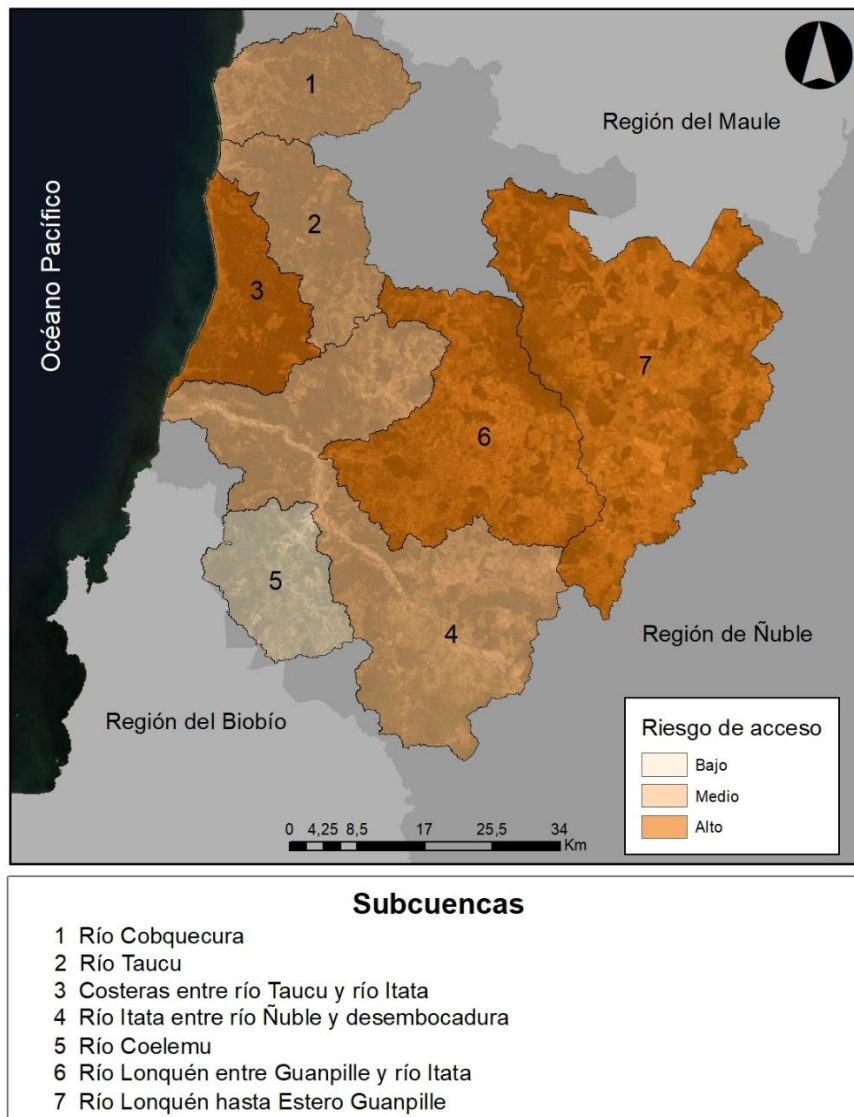 1
Región del Maule
Océano Pacífico
2
3
7
6
5
4
Región de Ñuble
Región del Biobío
Riesgo de acceso
Bajo
Medio
Alto
0 4,25 8,5 17 25,5 34
Km
Subcuencas
1 Río Cobquecura
2 Río Taucu
3 Costeras entre río Taucu y río Itata
4 Río Itata entre río Ñuble y desembocadura
5 Río Coelemu
6 Río Lonquén entre Guanpille y río Itata
7 Río Lonquén hasta Estero Guanpille